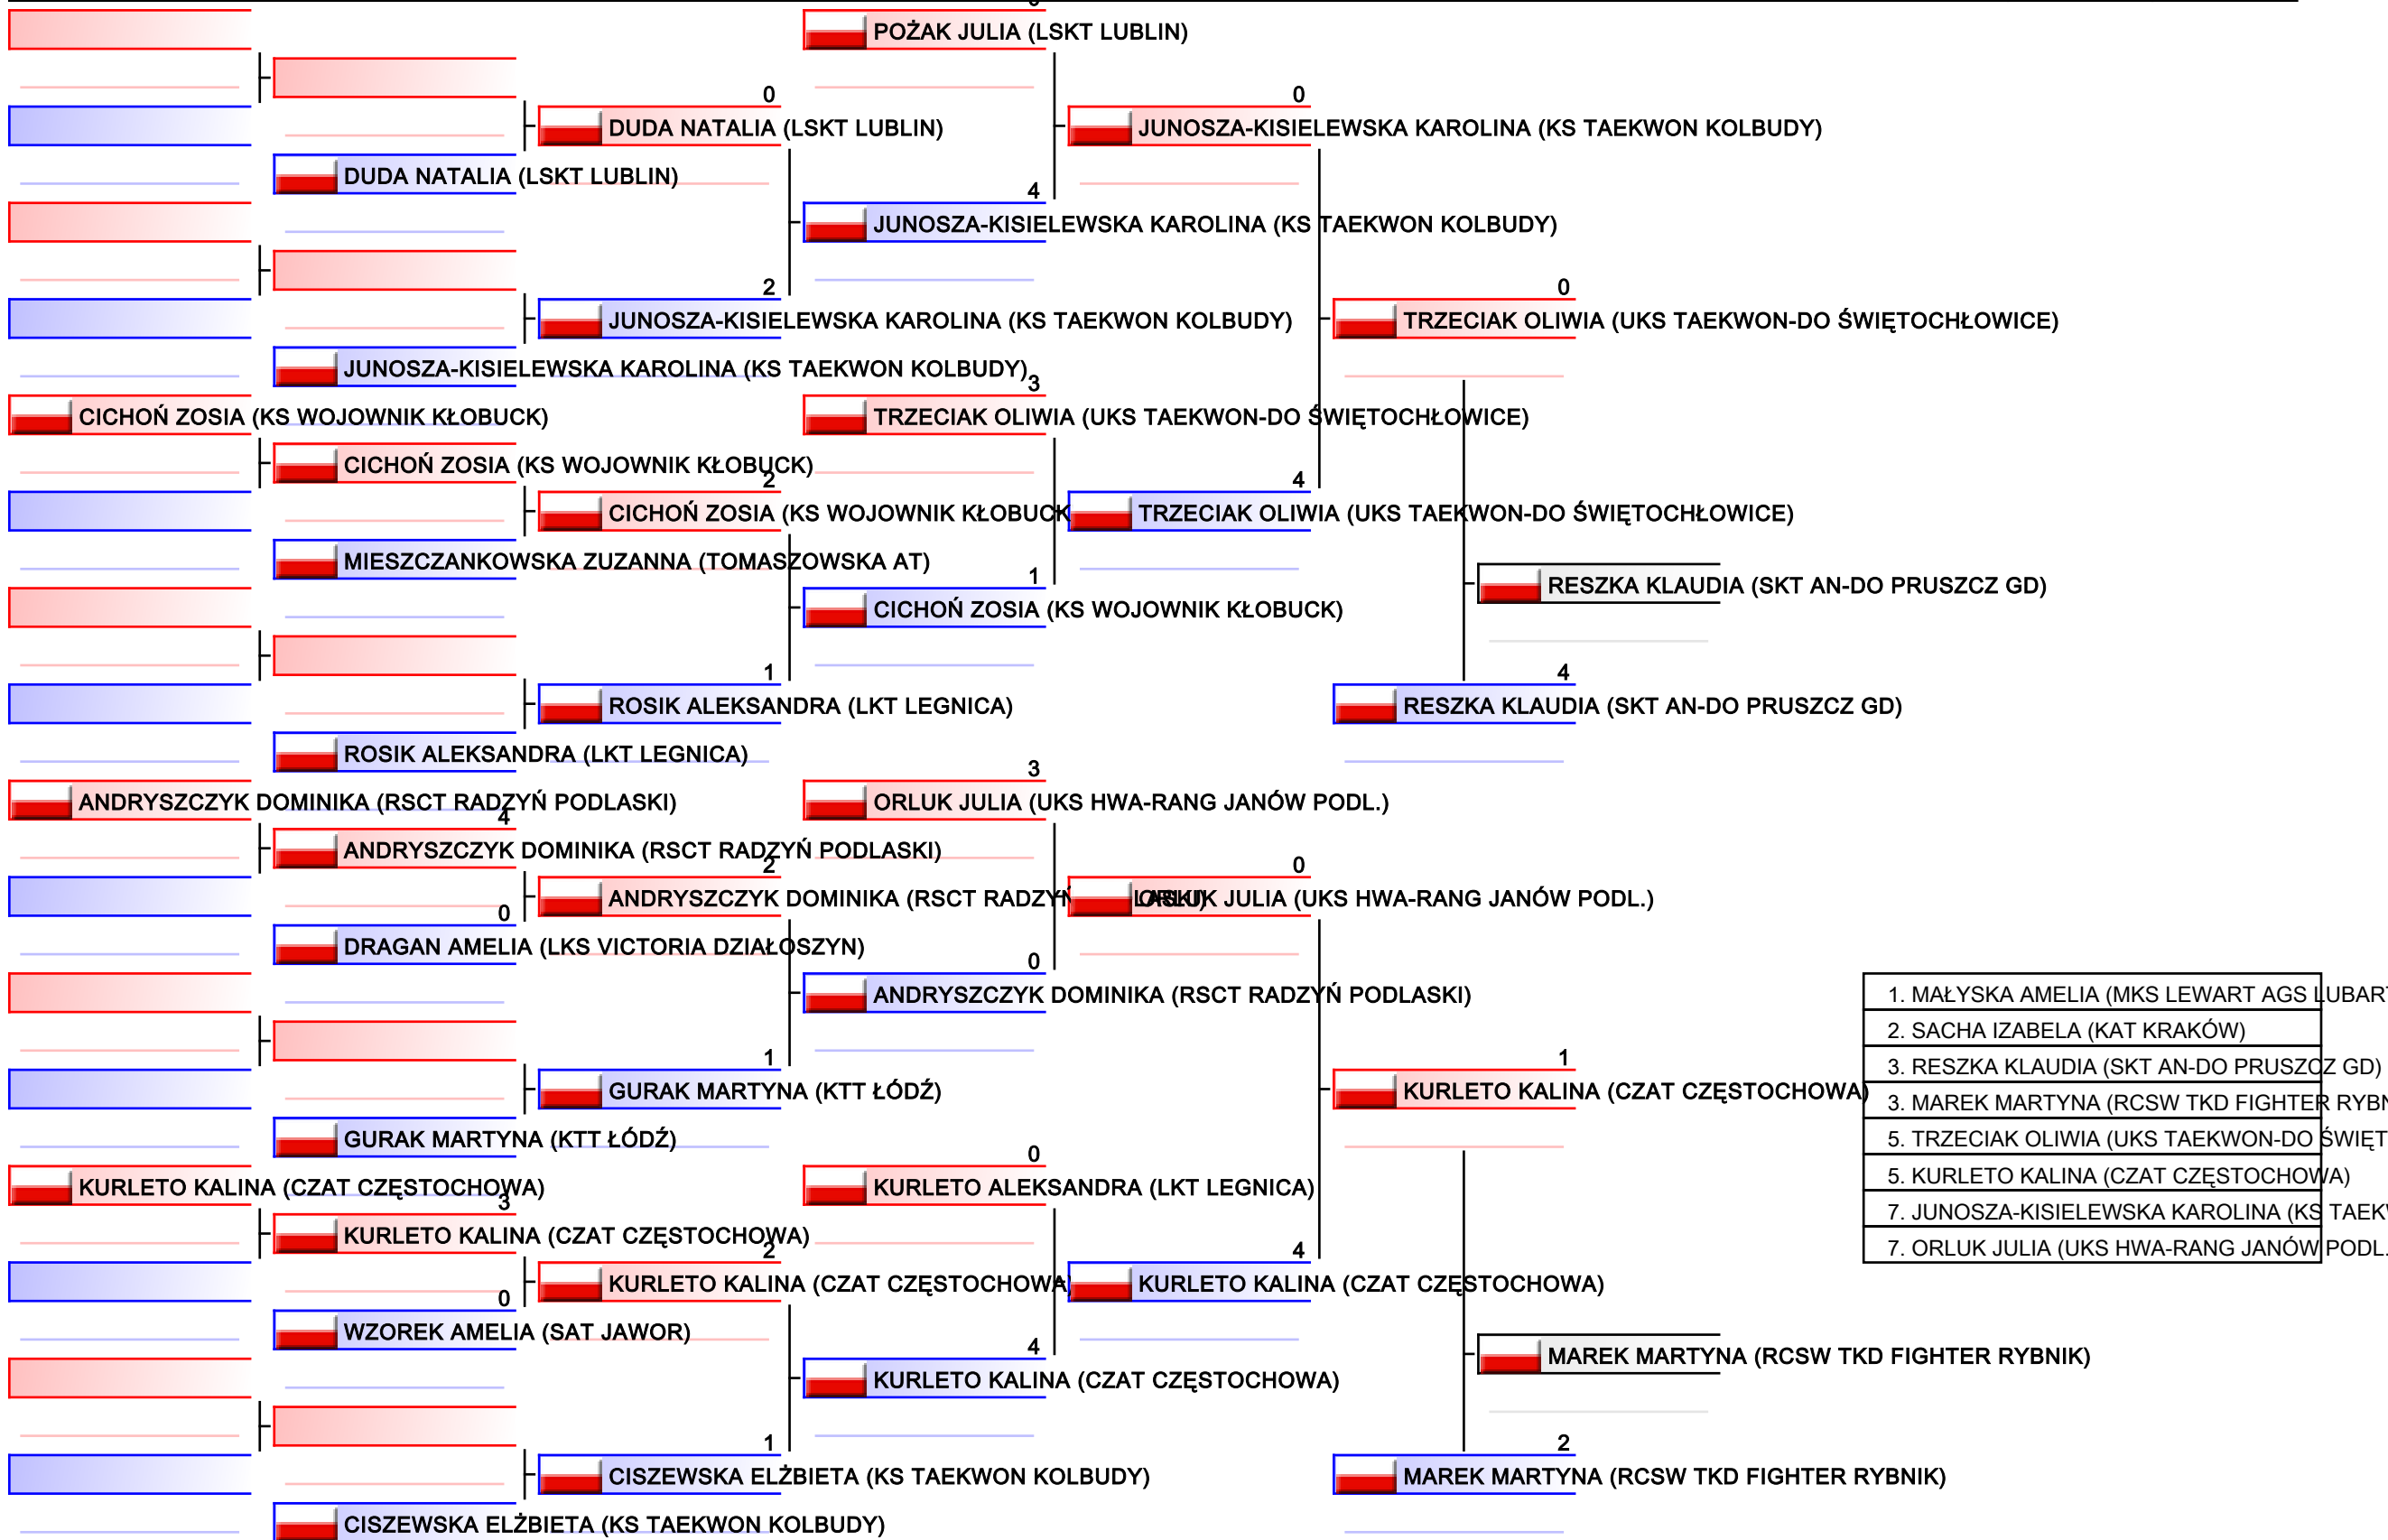 POŻAK JULIA (LSKT LUBLIN)
0
0
DUDA NATALIA (LSKT LUBLIN)
JUNOSZA-KISIELEWSKA KAROLINA (KS TAEKWON KOLBUDY)
DUDA NATALIA (LSKT LUBLIN)
4
JUNOSZA-KISIELEWSKA KAROLINA (KS TAEKWON KOLBUDY)
2
0
JUNOSZA-KISIELEWSKA KAROLINA (KS TAEKWON KOLBUDY)
TRZECIAK OLIWIA (UKS TAEKWON-DO ŚWIĘTOCHŁOWICE)
JUNOSZA-KISIELEWSKA KAROLINA (KS TAEKWON KOLBUDY)
3
CICHOŃ ZOSIA (KS WOJOWNIK KŁOBUCK)
TRZECIAK OLIWIA (UKS TAEKWON-DO ŚWIĘTOCHŁOWICE)
CICHOŃ ZOSIA (KS WOJOWNIK KŁOBUCK)
2
4
CICHOŃ ZOSIA (KS WOJOWNIK KŁOBUCK
TRZECIAK OLIWIA (UKS TAEKWON-DO ŚWIĘTOCHŁOWICE)
MIESZCZANKOWSKA ZUZANNA (TOMASZOWSKA AT)
1
RESZKA KLAUDIA (SKT AN-DO PRUSZCZ GD)
CICHOŃ ZOSIA (KS WOJOWNIK KŁOBUCK)
1
4
ROSIK ALEKSANDRA (LKT LEGNICA)
RESZKA KLAUDIA (SKT AN-DO PRUSZCZ GD)
ROSIK ALEKSANDRA (LKT LEGNICA)
3
ANDRYSZCZYK DOMINIKA (RSCT RADZYŃ PODLASKI)
ORLUK JULIA (UKS HWA-RANG JANÓW PODL.)
4
ANDRYSZCZYK DOMINIKA (RSCT RADZYŃ PODLASKI)
2
0
ANDRYSZCZYK DOMINIKA (RSCT RADZYŃ
ORLUK JULIA (UKS HWA-RANG JANÓW PODL.)
0
DRAGAN AMELIA (LKS VICTORIA DZIAŁOSZYN)
0
ANDRYSZCZYK DOMINIKA (RSCT RADZYŃ PODLASKI)
1. MAŁYSKA AMELIA (MKS LEWART AGS LUBAR
2. SACHA IZABELA (KAT KRAKÓW)
1
1
3. RESZKA KLAUDIA (SKT AN-DO PRUSZCZ GD)
GURAK MARTYNA (KTT ŁÓDŹ)
KURLETO KALINA (CZAT CZĘSTOCHOWA)
3. MAREK MARTYNA (RCSW TKD FIGHTER RYB
GURAK MARTYNA (KTT ŁÓDŹ)
5. TRZECIAK OLIWIA (UKS TAEKWON-DO ŚWIĘT
0
KURLETO KALINA (CZAT CZĘSTOCHOWA)
KURLETO ALEKSANDRA (LKT LEGNICA)
5. KURLETO KALINA (CZAT CZĘSTOCHOWA)
3
7. JUNOSZA-KISIELEWSKA KAROLINA (KS TAEK
KURLETO KALINA (CZAT CZĘSTOCHOWA)
2
4
7. ORLUK JULIA (UKS HWA-RANG JANÓW PODL.
KURLETO KALINA (CZAT CZĘSTOCHOWA)
KURLETO KALINA (CZAT CZĘSTOCHOWA)
0
WZOREK AMELIA (SAT JAWOR)
4
MAREK MARTYNA (RCSW TKD FIGHTER RYBNIK)
KURLETO KALINA (CZAT CZĘSTOCHOWA)
1
2
CISZEWSKA ELŻBIETA (KS TAEKWON KOLBUDY)
MAREK MARTYNA (RCSW TKD FIGHTER RYBNIK)
CISZEWSKA ELŻBIETA (KS TAEKWON KOLBUDY)